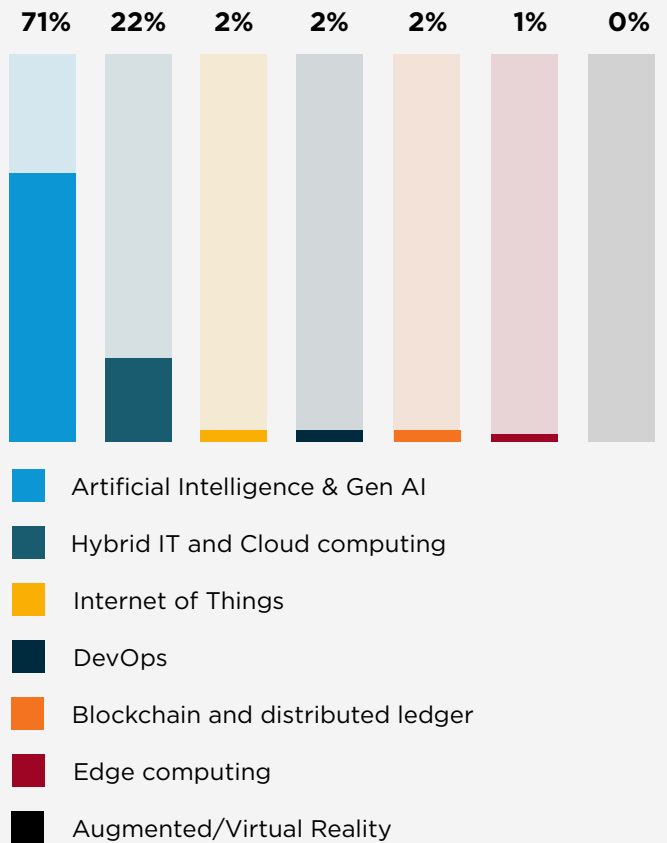 71% 22% 2% 2% 2% 1% 0%
Artificial Intelligence & Gen AI
Hybrid IT and Cloud computing
Internet of Things
DevOps
Blockchain and distributed ledger
Edge computing
Augmented/Virtual Reality